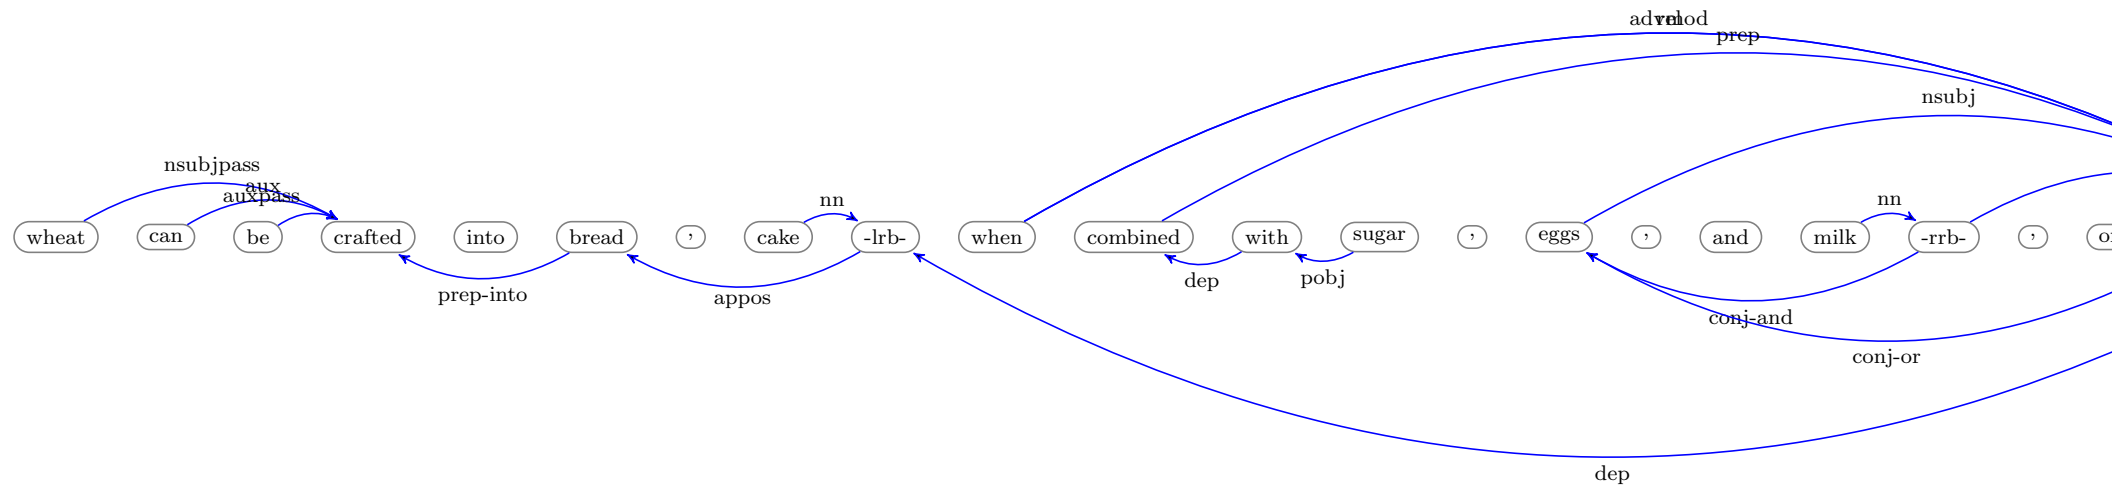 advmod rel
prep
nsubj
nsubjpass
aux
auxpass
nn
nn
wheat can be crafted into bread , cake -lrb- when combined with sugar , eggs , and milk -rrb- ,
dep pobj
prep-into appos
conj-and
conj-or
dep